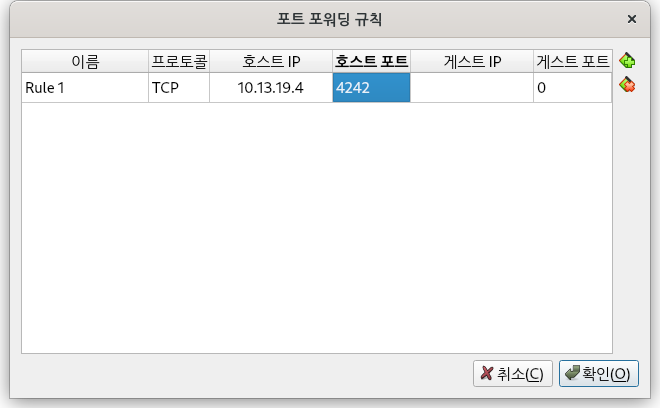 포트 포워딩 규칙
이름 프로토콜 호스트 IP 호스트 포트 게스트 IP 게스트 포트
Rule 1 TCP 10.13.19.4 4242 0
취소(C) 확인(O)